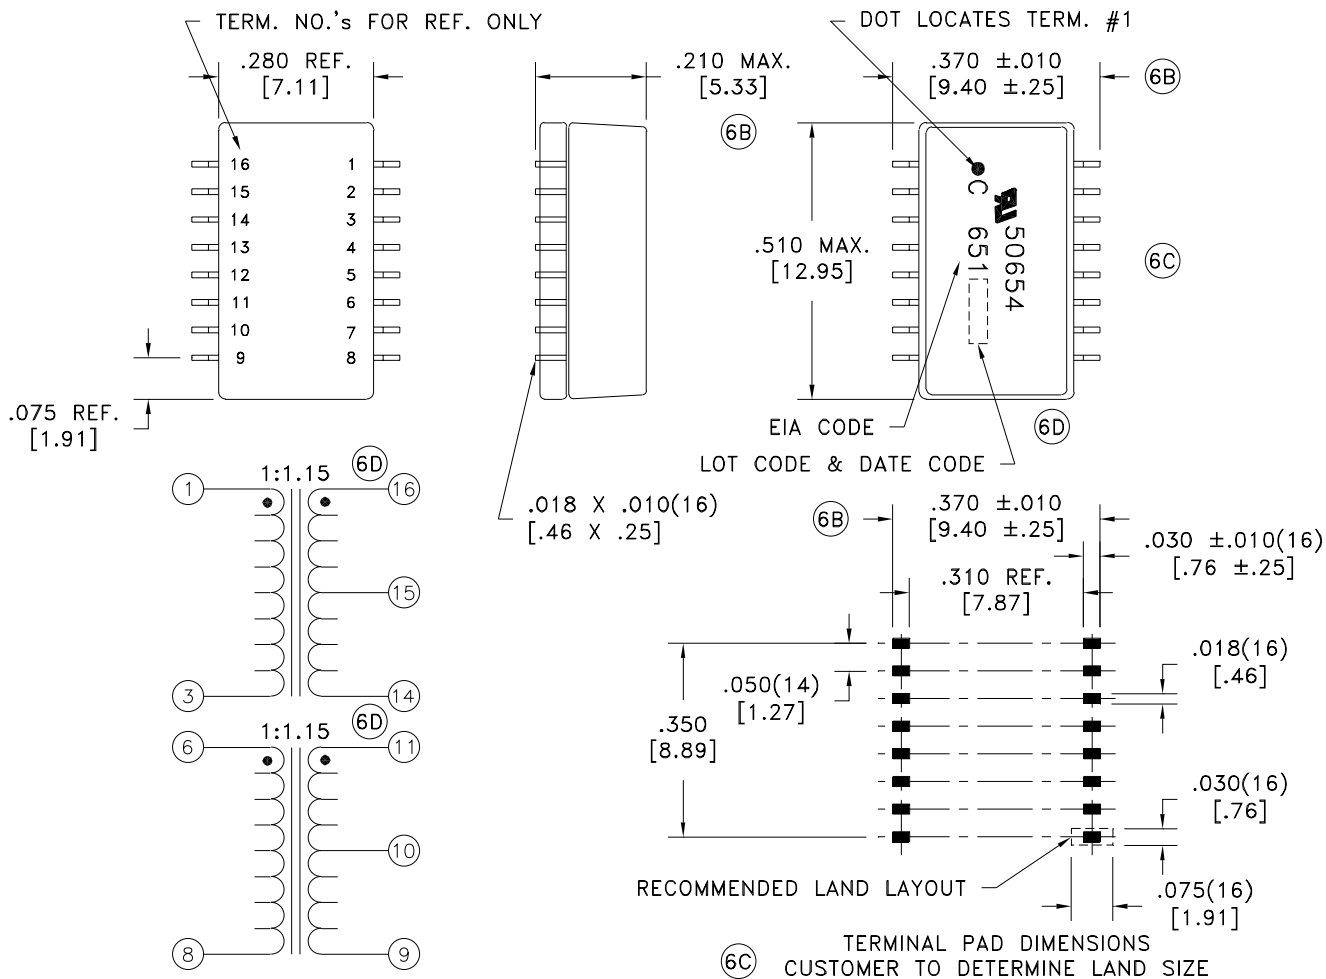 TERM. NO.'s FOR REF. ONLY
DOT LOCATES TERM. #1
.280 REF.
[7.11]
.210 MAX.
[5.33]
6B
.370 ±.010
[9.40 ±.25]
6B
16
15
14
13
12
11
10
9
1
2
3
4
5
6
7
8
.075 REF.
[1.91]
.018 X .010(16)
[.46 X .25]
.510 MAX.
[12.95]
C
50654
651
6C
EIA CODE
6D
LOT CODE & DATE CODE
1:1.15
6D
1
3
16
15
14
1:1.15
6D
6
8
11
10
9
6B
.370 ±.010
[9.40 ±.25]
.030 ±.010(16)
[.76 ±.25]
.310 REF.
[7.87]
.050(14)
[1.27]
.350
[8.89]
.018(16)
[.46]
.030(16)
[.76]
RECOMMENDED LAND LAYOUT
.075(16)
[1.91]
6C
TERMINAL PAD DIMENSIONS
CUSTOMER TO DETERMINE LAND SIZE